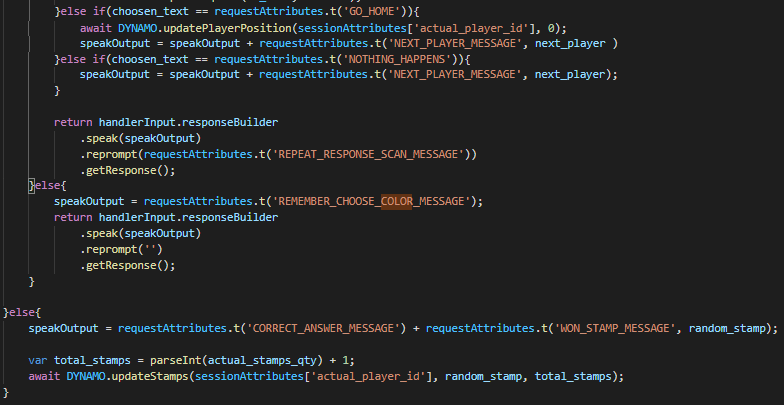 }else if(choosen_text == requestAttributes.t('GO_HOME')){
await DYNAMO.updatePlayerPosition(sessionAttributes['actual_player_id'], 0);
speakOutput = speakOutput + requestAttributes.t('NEXT_PLAYER_MESSAGE', next_player )
}else if(choosen_text == requestAttributes.t('NOTHING_HAPPENS')){
speakOutput = speakOutput + requestAttributes.t('NEXT_PLAYER_MESSAGE', next_player);
}
return handlerInput.responseBuilder
.speak(speakOutput)
.reprompt(requestAttributes.t('REPEAT_RESPONSE_SCAN_MESSAGE'))
.getResponse();
}else{
speakOutput = requestAttributes.t('REMEMBER_CHOOSE_COLOR_MESSAGE');
return handlerInput.responseBuilder
.speak(speakOutput)
.reprompt('')
.getResponse();
}
}else{
speakOutput = requestAttributes.t('CORRECT_ANSWER_MESSAGE') + requestAttributes.t('WON_STAMP_MESSAGE', random_stamp);
var total_stamps = parseInt(actual_stamps_qty) + 1;
await DYNAMO.updateStamps(sessionAttributes['actual_player_id'], random_stamp, total_stamps);
}